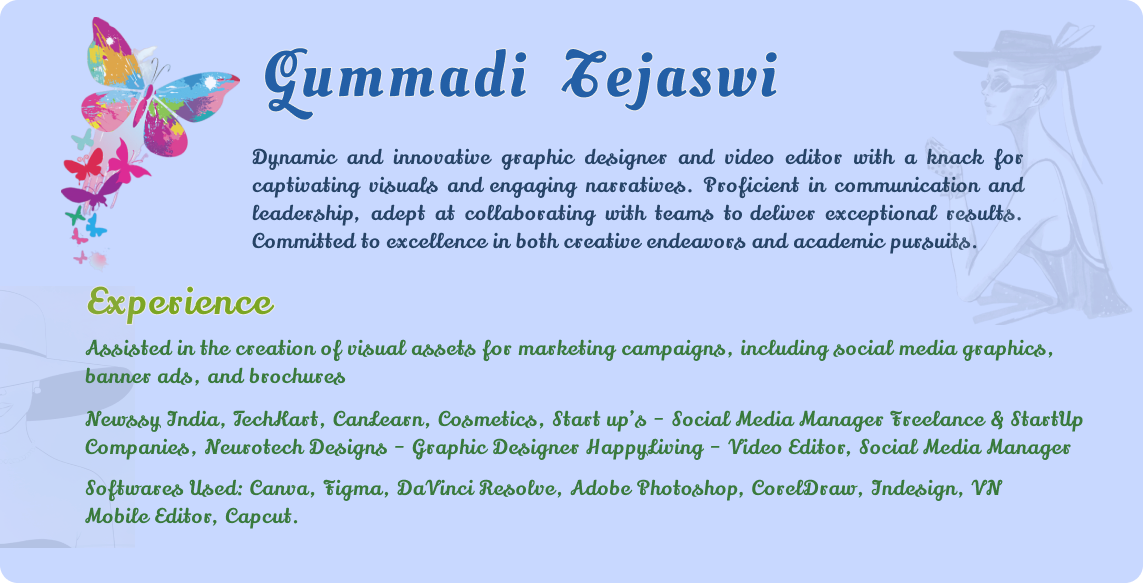 Gummadi Tejaswi
Dynamic and innovative graphic designer and video editor with a knack for
captivating visuals and engaging narratives. Proficient in communication and
leadership, adept at collaborating with teams to deliver exceptional results.
Committed to excellence in both creative endeavors and academic pursuits.
Experience
Assisted in the creation of visual assets for marketing campaigns, including social media graphics,
banner ads, and brochures
Newssy India, TechKart, CanLearn, Cosmetics, Start up's - Social Media Manager Freelance & StartUp
Companies, Neurotech Designs - Graphic Designer HappyLiving - Video Editor, Social Media Manager
Softwares Used: Canva, Figma, DaVinci Resolve, Adobe Photoshop, CorelDraw, Indesign, VN
Mobile Editor, Capcut.